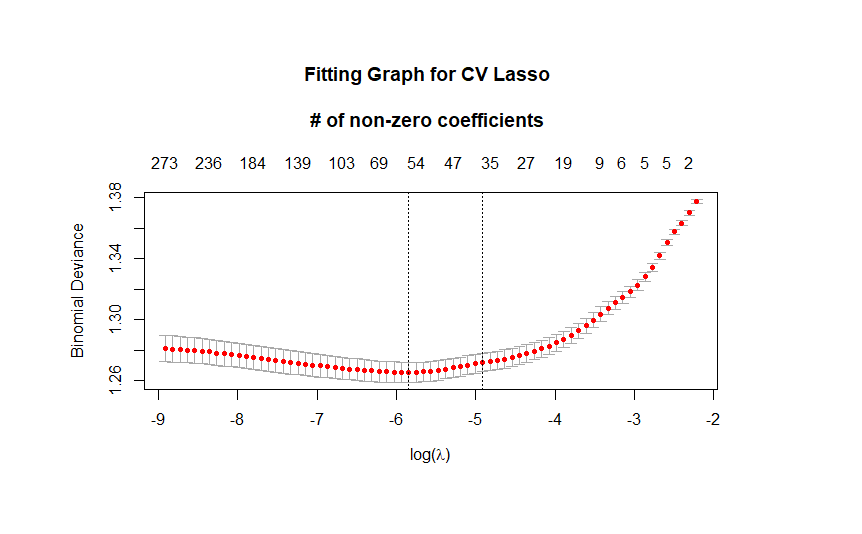 Fitting Graph for CV Lasso
# of non-zero coefficients
273 236 184 139 103 69 54 47 35 27 19 9 6 5 5 2
1.38
1.34
1.30
1.26
Binomial Deviance
-9 -8 -7 -6 -5 -4 -3 -2
log(λ)